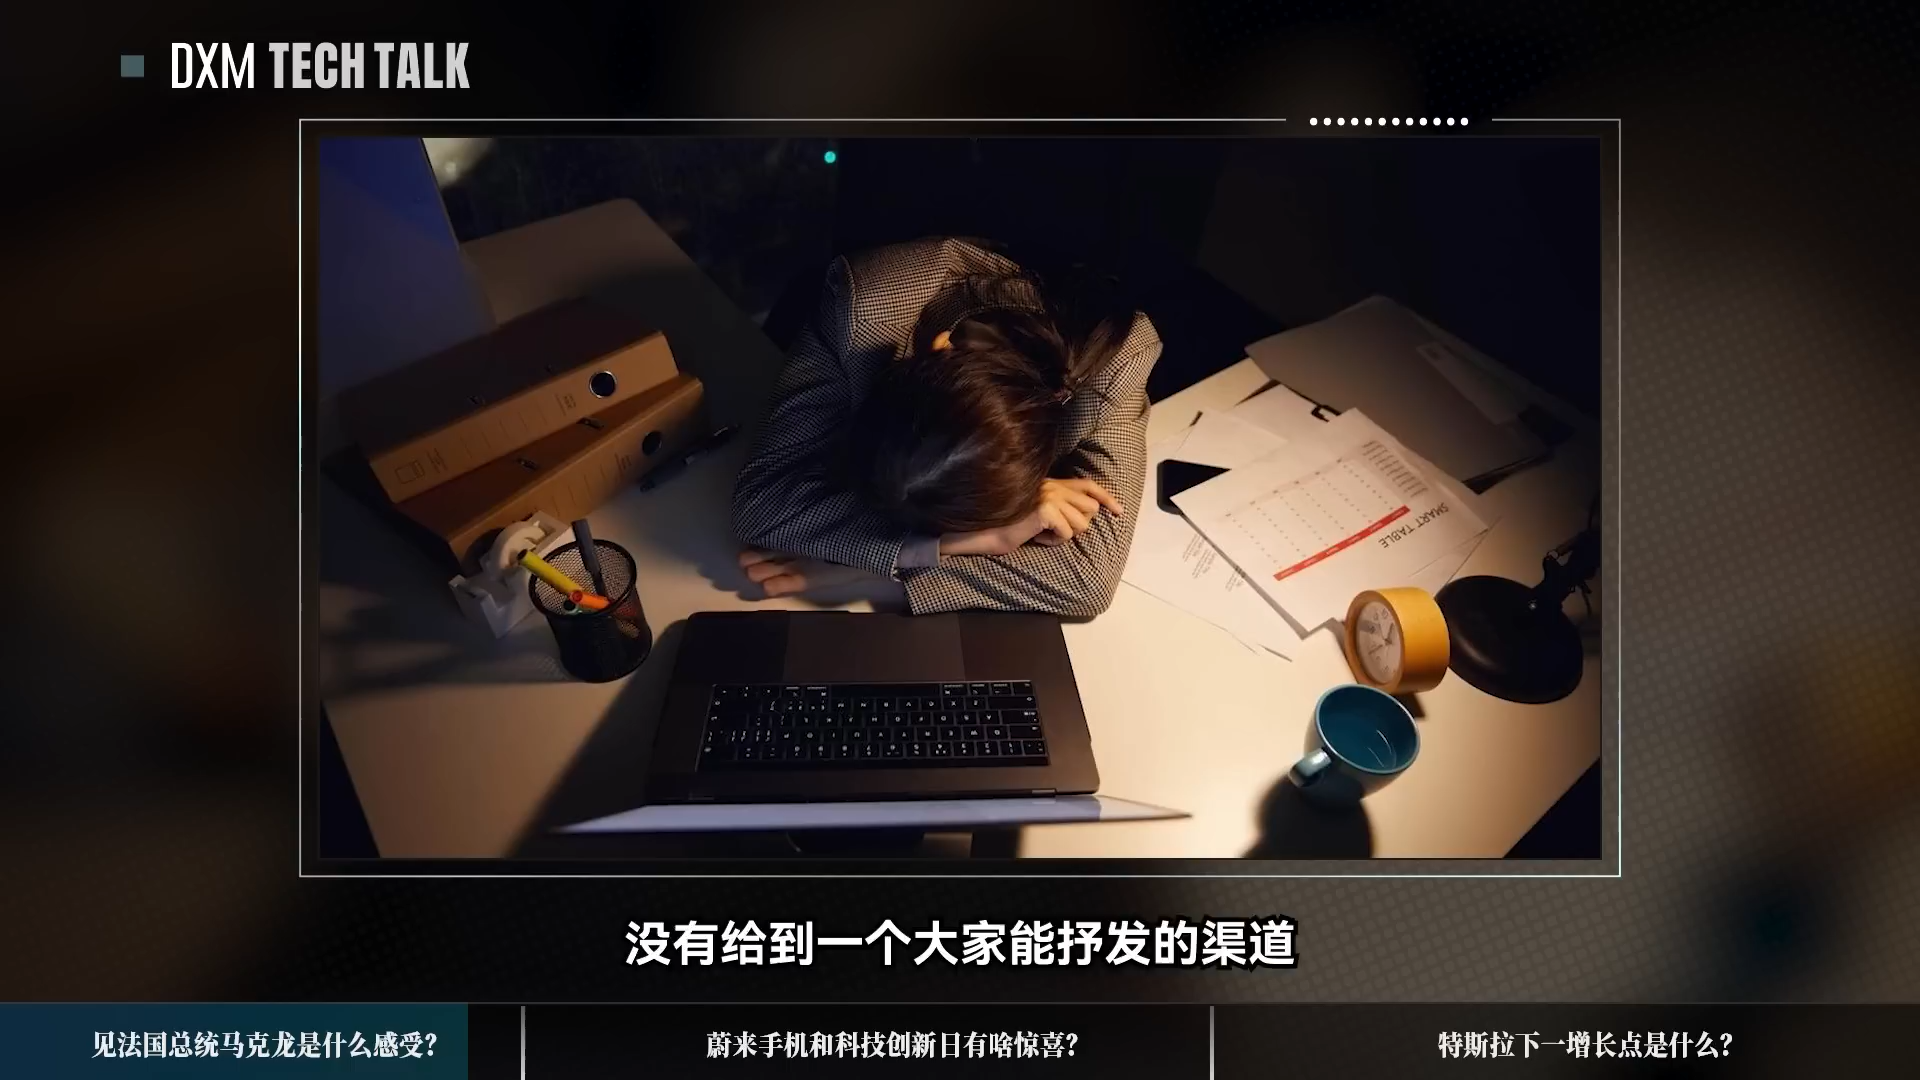 DXM TECH TALK
SMART TABLE
没有给到一个大家能抒发的渠道
见法国总统马克龙是什么感受?
蔚来手机和科技创新日有啥惊喜?
特斯拉下一增长点是什么?